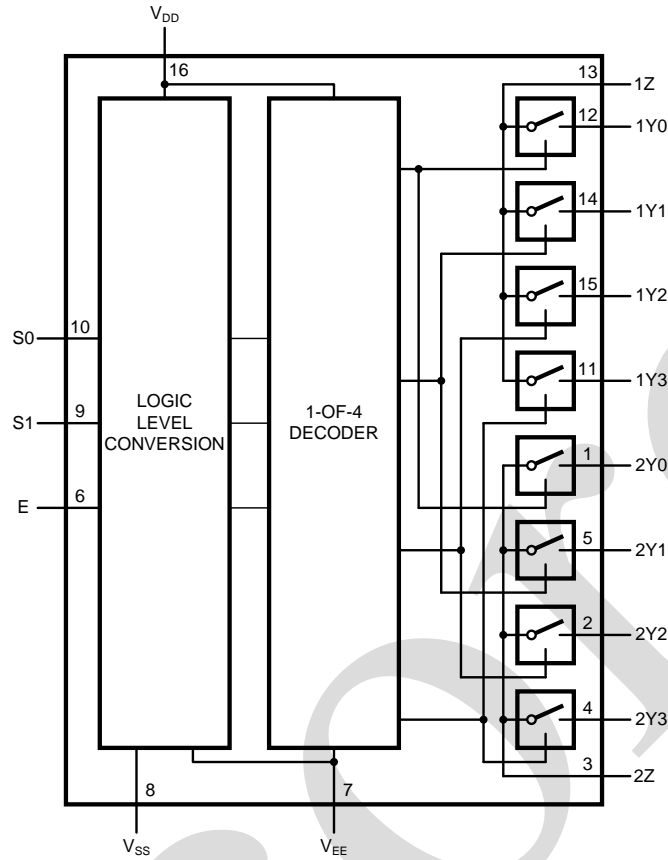 VDD
16
13
1Z
12
1Y0
14
1Y1
15
1Y2
10
S0
11
1Y3
LOGIC
LEVEL
CONVERSION
1-OF-4
DECODER
9
S1
1
2Y0
6
E
5
2Y1
2
2Y2
4
2Y3
3
2Z
8
7
VSS
VEE